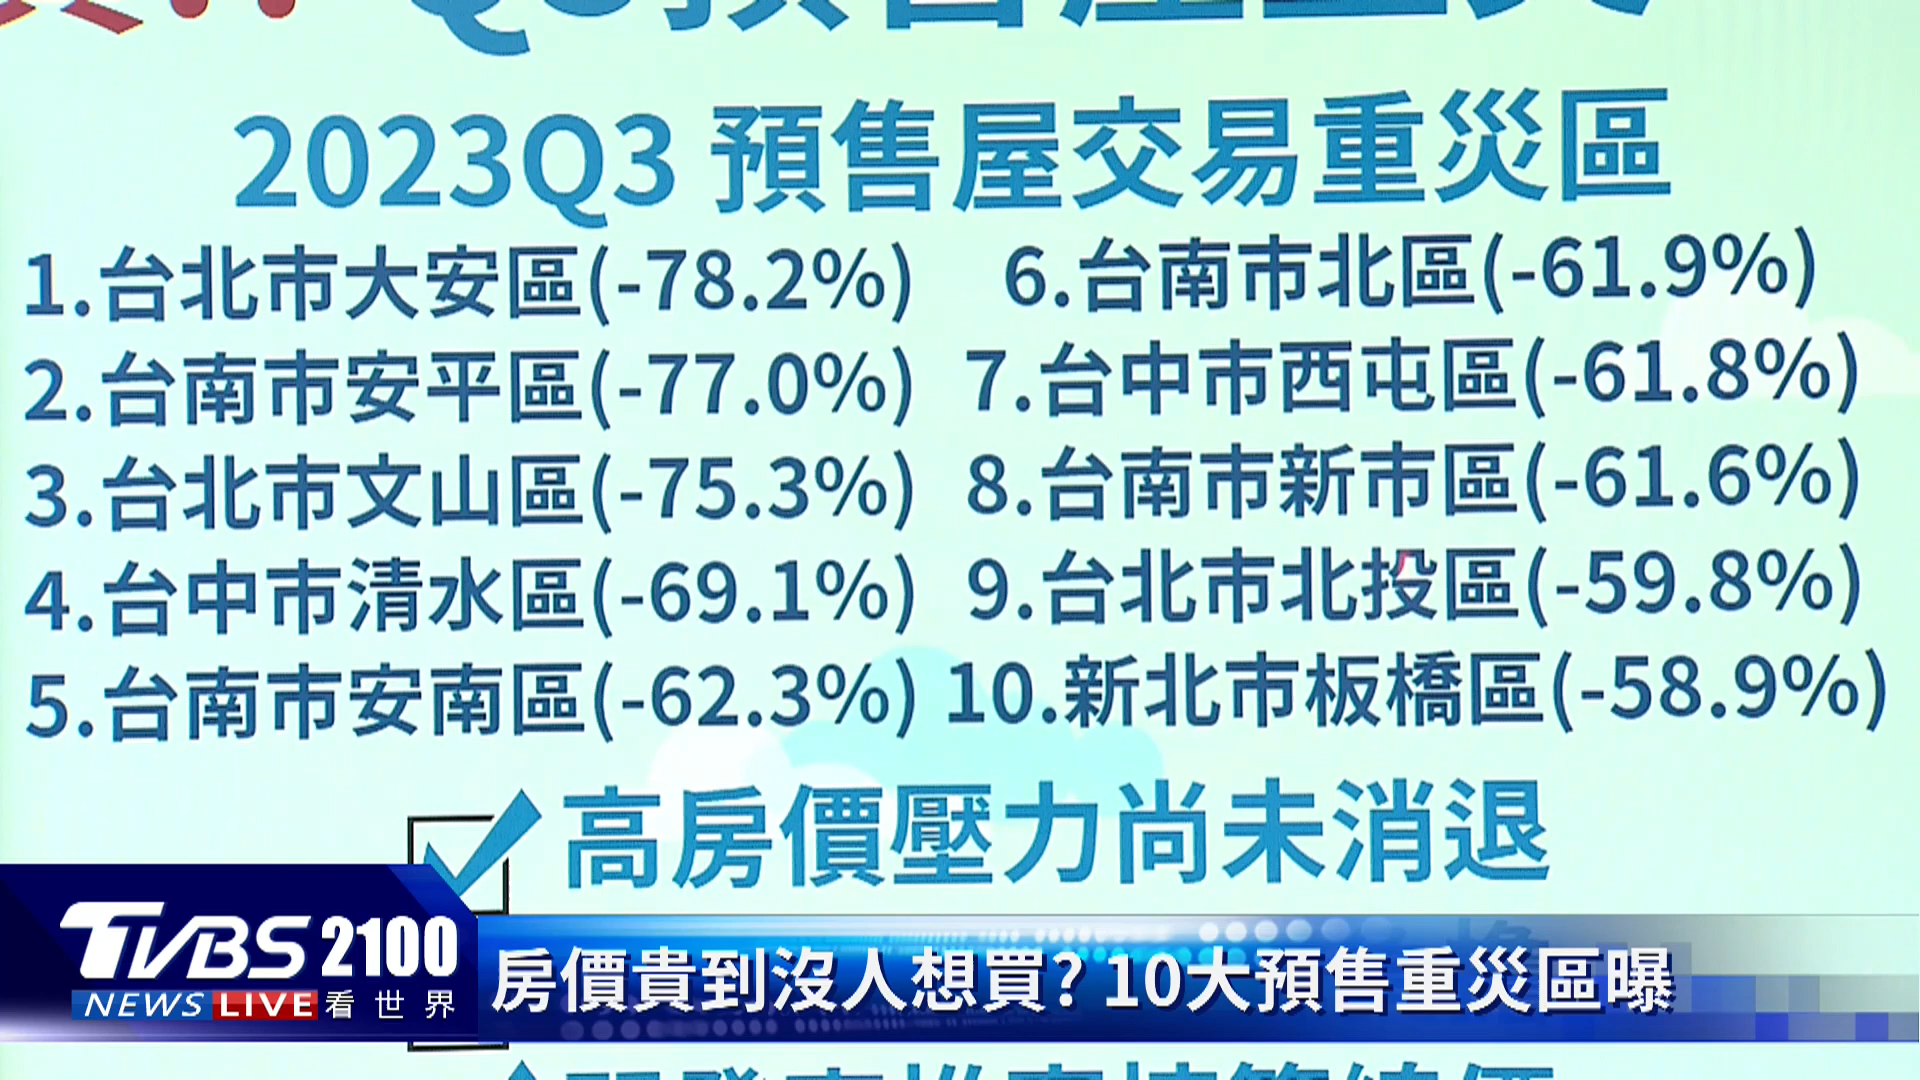 2023Q3 預售屋交易重災區
1.台北市大安區(-78.2%)
2.台南市安平區(-77.0%)
3.台北市文山區(-75.3%)
4.台中市清水區(-69.1%)
5.台南市安南區(-62.3%)
6.台南市北區(-61.9%)
7.台中市西屯區(-61.8%)
8.台南市新市區(-61.6%)
9.台北市北投區(-59.8%)
10.新北市板橋區(-58.9%)
高房價壓力尚未消退
TVBS 2100
NEWS LIVE 看世界
房價貴到沒人想買? 10大預售重災區曝